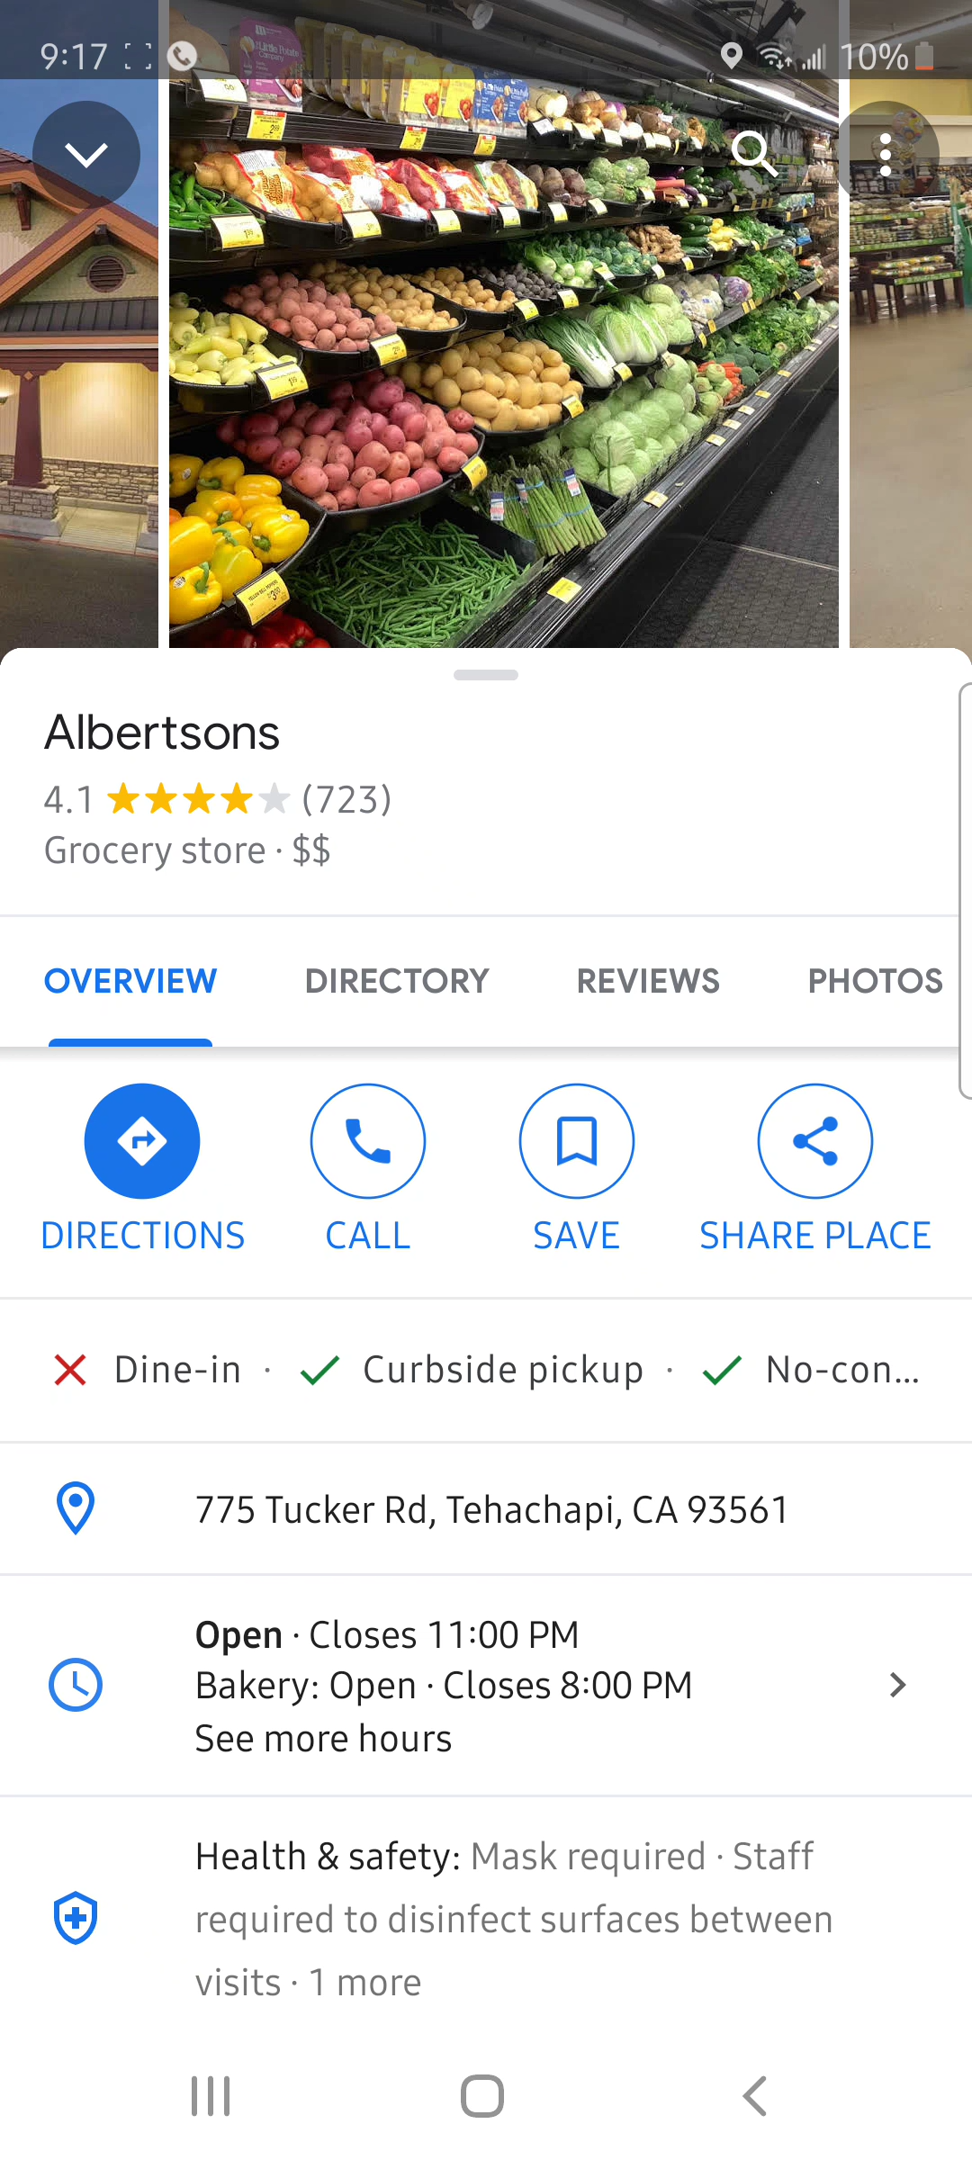 9:17
10%
Little Potato
Company
Albertsons
4.1 (723)
Grocery store · $$
OVERVIEW DIRECTORY REVIEWS PHOTOS
DIRECTIONS CALL SAVE SHARE PLACE
Dine-in · Curbside pickup · No-con...
775 Tucker Rd, Tehachapi, CA 93561
Open · Closes 11:00 PM
Bakery: Open · Closes 8:00 PM
See more hours
Health & safety: Mask required · Staff
required to disinfect surfaces between
visits · 1 more